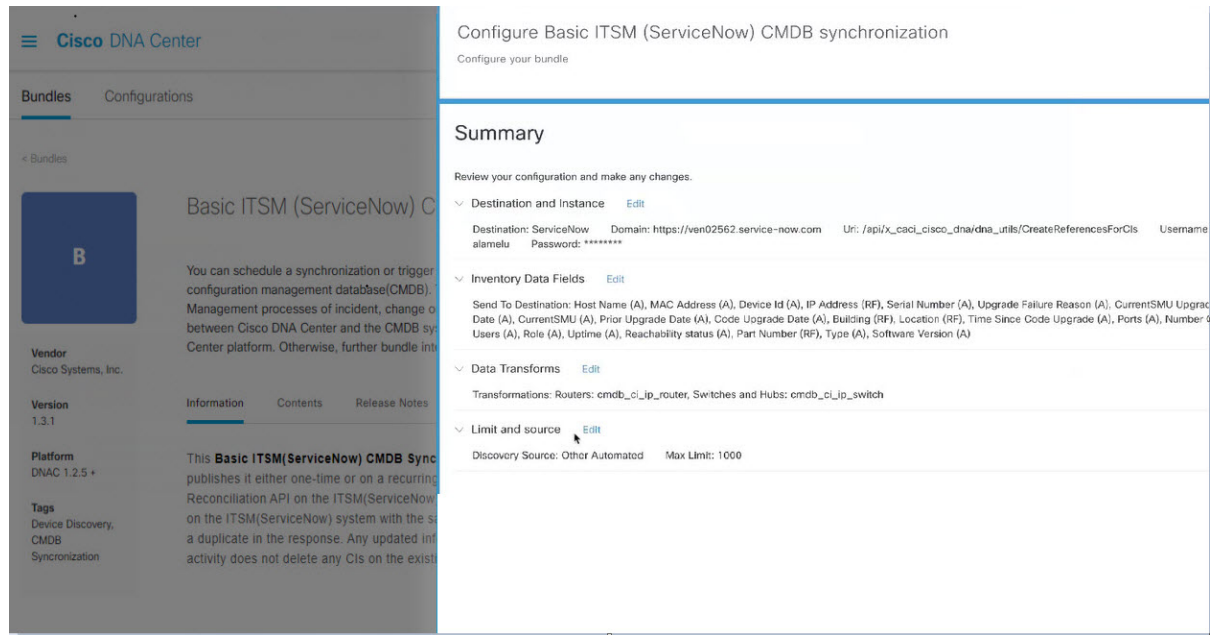 Cisco DNA Center
Bundles Configurations
< Bundles
B
Basic ITSM (ServiceNow) C
You can schedule a synchronization or trigger
configuration management database(CMDB).
Management processes of incident, change o
between Cisco DNA Center and the CMDB sy
Center platform. Otherwise, further bundle int
Vendor
Cisco Systems, Inc.
Version
1.3.1
Platform
DNAC 1.2.5 +
Tags
Device Discovery,
CMDB
Syncronization
Information Contents Release Notes
This Basic ITSM(ServiceNow) CMDB Sync
publishes it either one-time or on a recurring
Reconciliation API on the ITSM(ServiceNow
on the ITSM(ServiceNow) system with the sa
a duplicate in the response. Any updated inf
activity does not delete any CIs on the existi
Configure Basic ITSM (ServiceNow) CMDB synchronization
Configure your bundle
Summary
Review your configuration and make any changes.
Destination and Instance Edit
Destination: ServiceNow Domain: https://ven02562.service-now.com Uri: /api/x_caci_cisco_dna/dna_utils/CreateReferencesForCIs Username
alamelu Password: ********
Inventory Data Fields Edit
Send To Destination: Host Name (A), MAC Address (A), Device Id (A), IP Address (RF), Serial Number (A), Upgrade Failure Reason (A), CurrentSMU Upgrad
Date (A), CurrentSMU (A), Prior Upgrade Date (A), Code Upgrade Date (A), Building (RF), Location (RF), Time Since Code Upgrade (A), Ports (A), Number
Users (A), Role (A), Uptime (A), Reachability status (A), Part Number (RF), Type (A), Software Version (A)
Data Transforms Edit
Transformations: Routers: cmdb_ci_ip_router, Switches and Hubs: cmdb_ci_ip_switch
Limit and source Edit
Discovery Source: Other Automated Max Limit: 1000